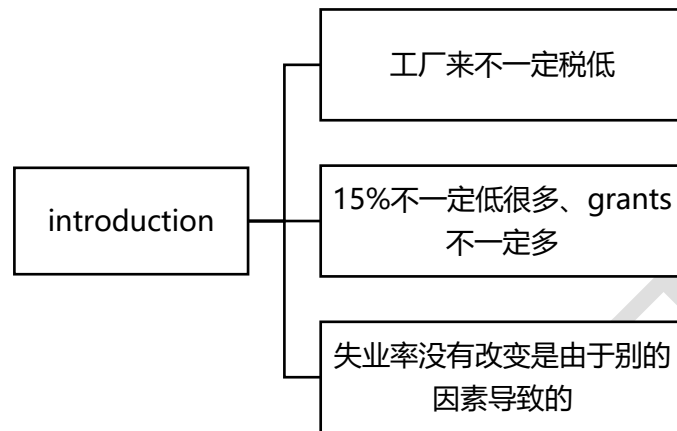 工厂来不一定税低
introduction
15%不一定低很多、grants
不一定多
失业率没有改变是由于别的
因素导致的